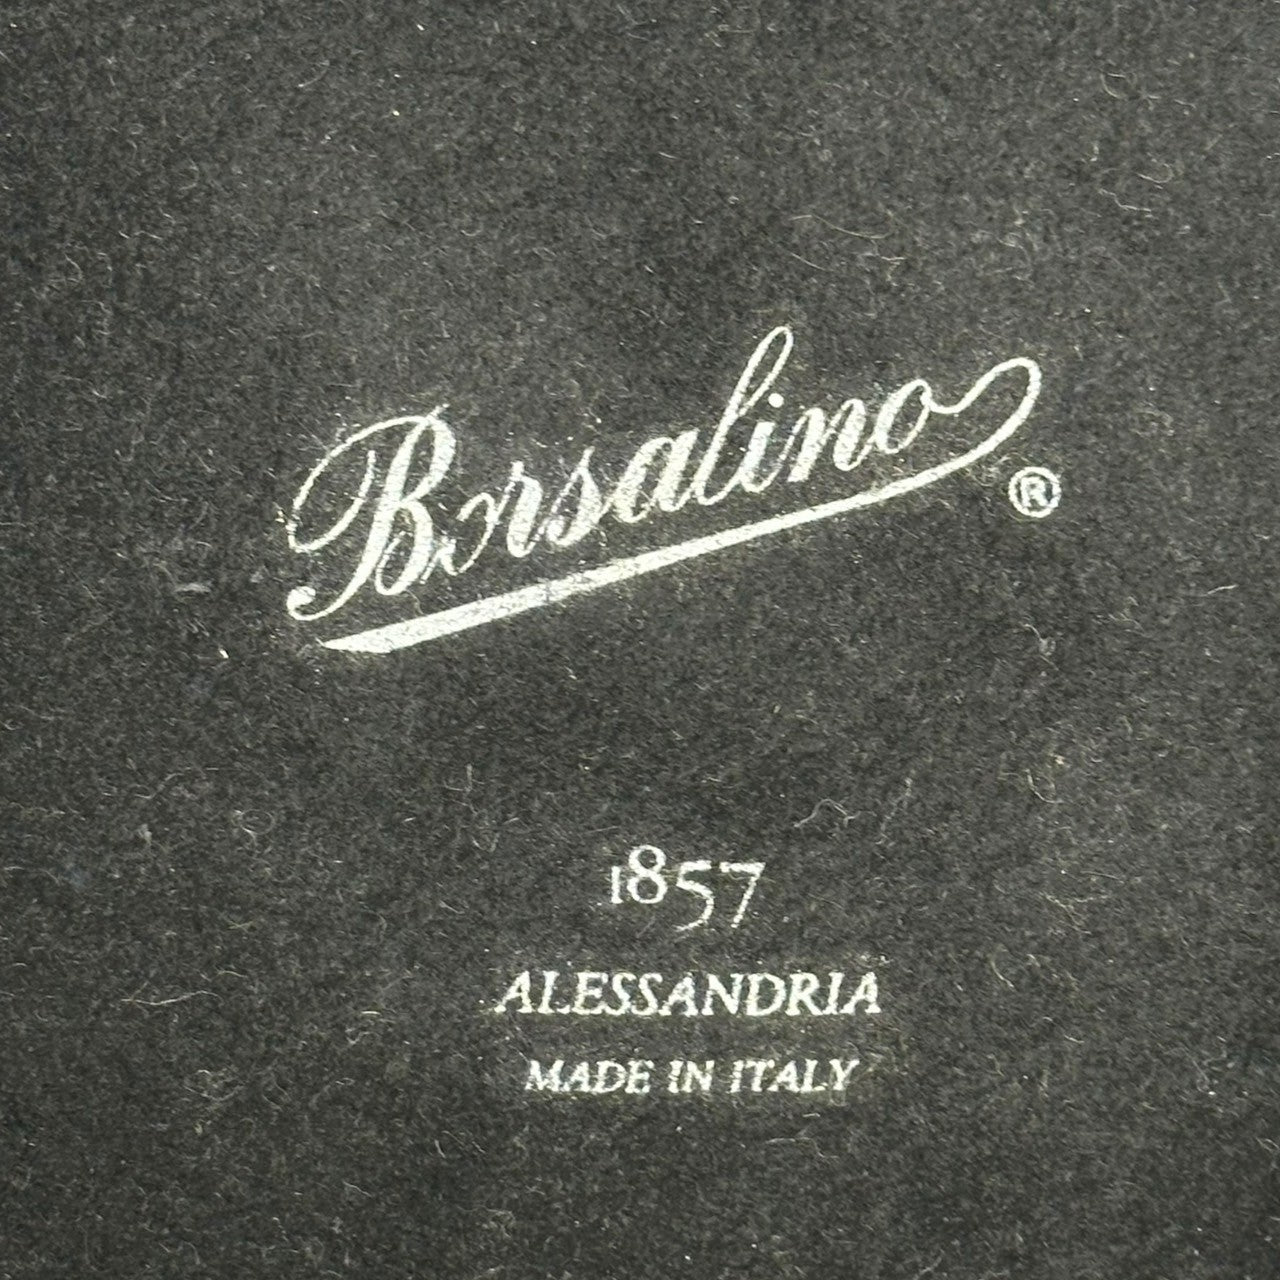 Borsalino ®
1857
ALESSANDRIA
MADE IN ITALY